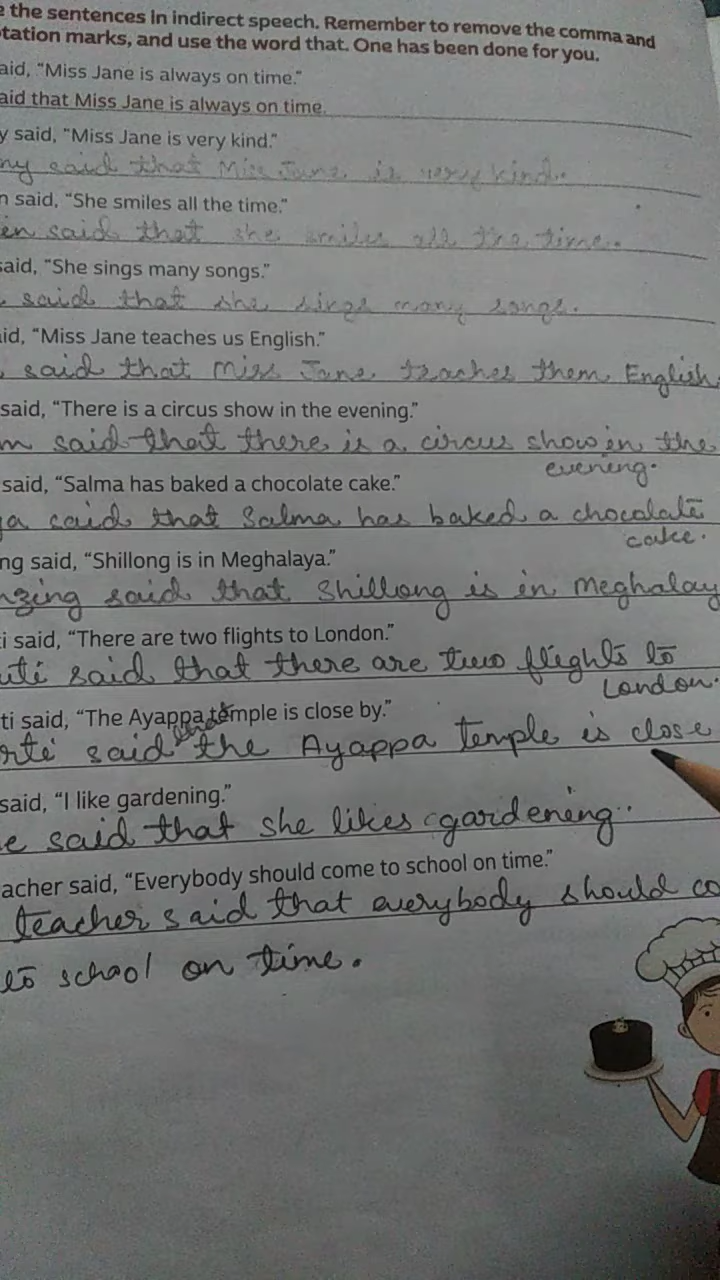 the sentences in indirect speech. Remember to remove the comma and
tation marks, and use the word that. One has been done for you.
aid, “Miss Jane is always on time.”
aid that Miss Jane is always on time.
y said, “Miss Jane is very kind.”
ny said that Miss Jane is very kind.
n said, “She smiles all the time.”
en said that she smiles all the time.
said, “She sings many songs.”
said that she sings many songs.
id, “Miss Jane teaches us English.”
said that Miss Jane teaches them English.
said, “There is a circus show in the evening.”
m said that there is a circus show in the
evening.
said, “Salma has baked a chocolate cake.”
a said that Salma has baked a chocolate
cake.
ng said, “Shillong is in Meghalaya.”
nzing said that Shillong is in Meghalay
i said, “There are two flights to London.”
uti said that there are two flights to
London.
ti said, “The Ayappa temple is close by.”
rti said that the Ayappa temple is close
said, “I like gardening.”
e said that she likes gardening.
acher said, “Everybody should come to school on time.”
teacher said that everybody should co
to school on time.